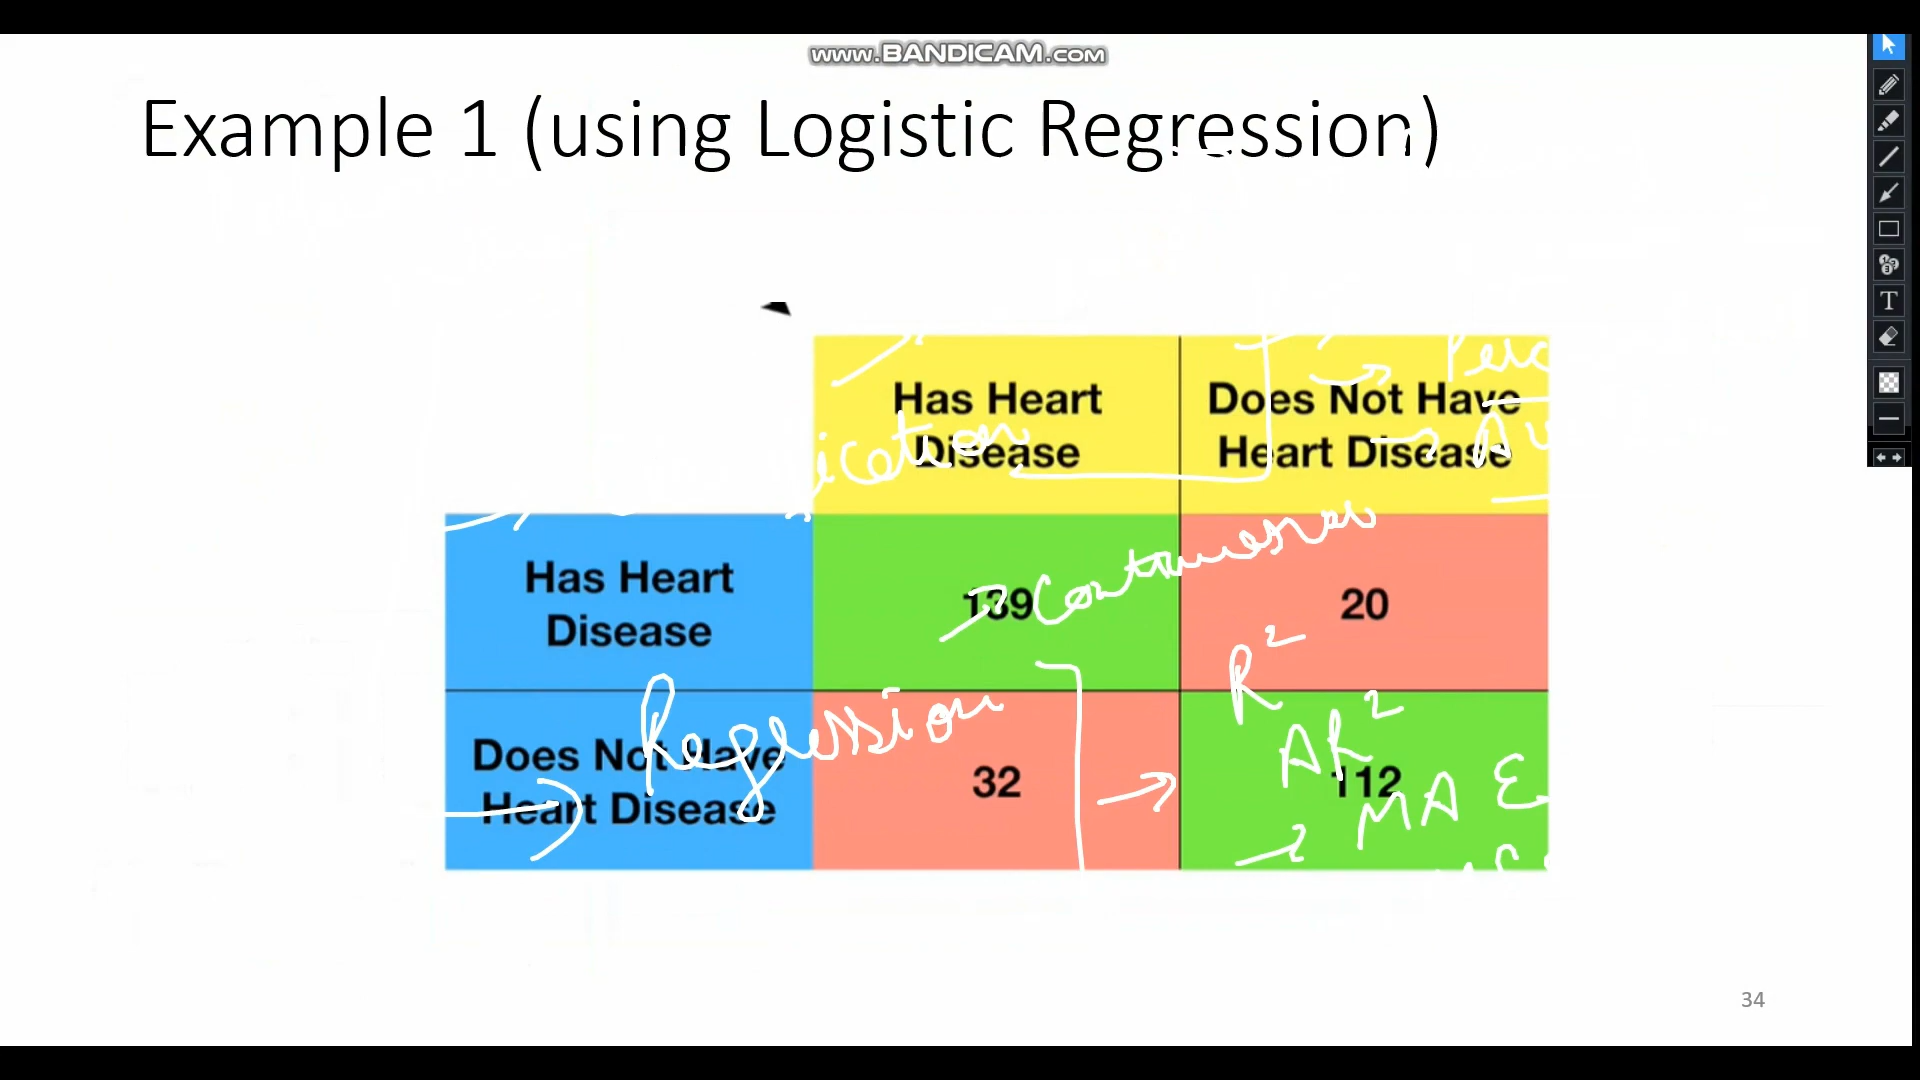 www.BANDICAM.com
Example 1 (using Logistic Regression)
Has Heart
Disease
Does Not Have
Heart Disease
Has Heart
Disease
139
20
Does Not Have
Heart Disease
32
112
Regression
R²
AR²
MAE
34